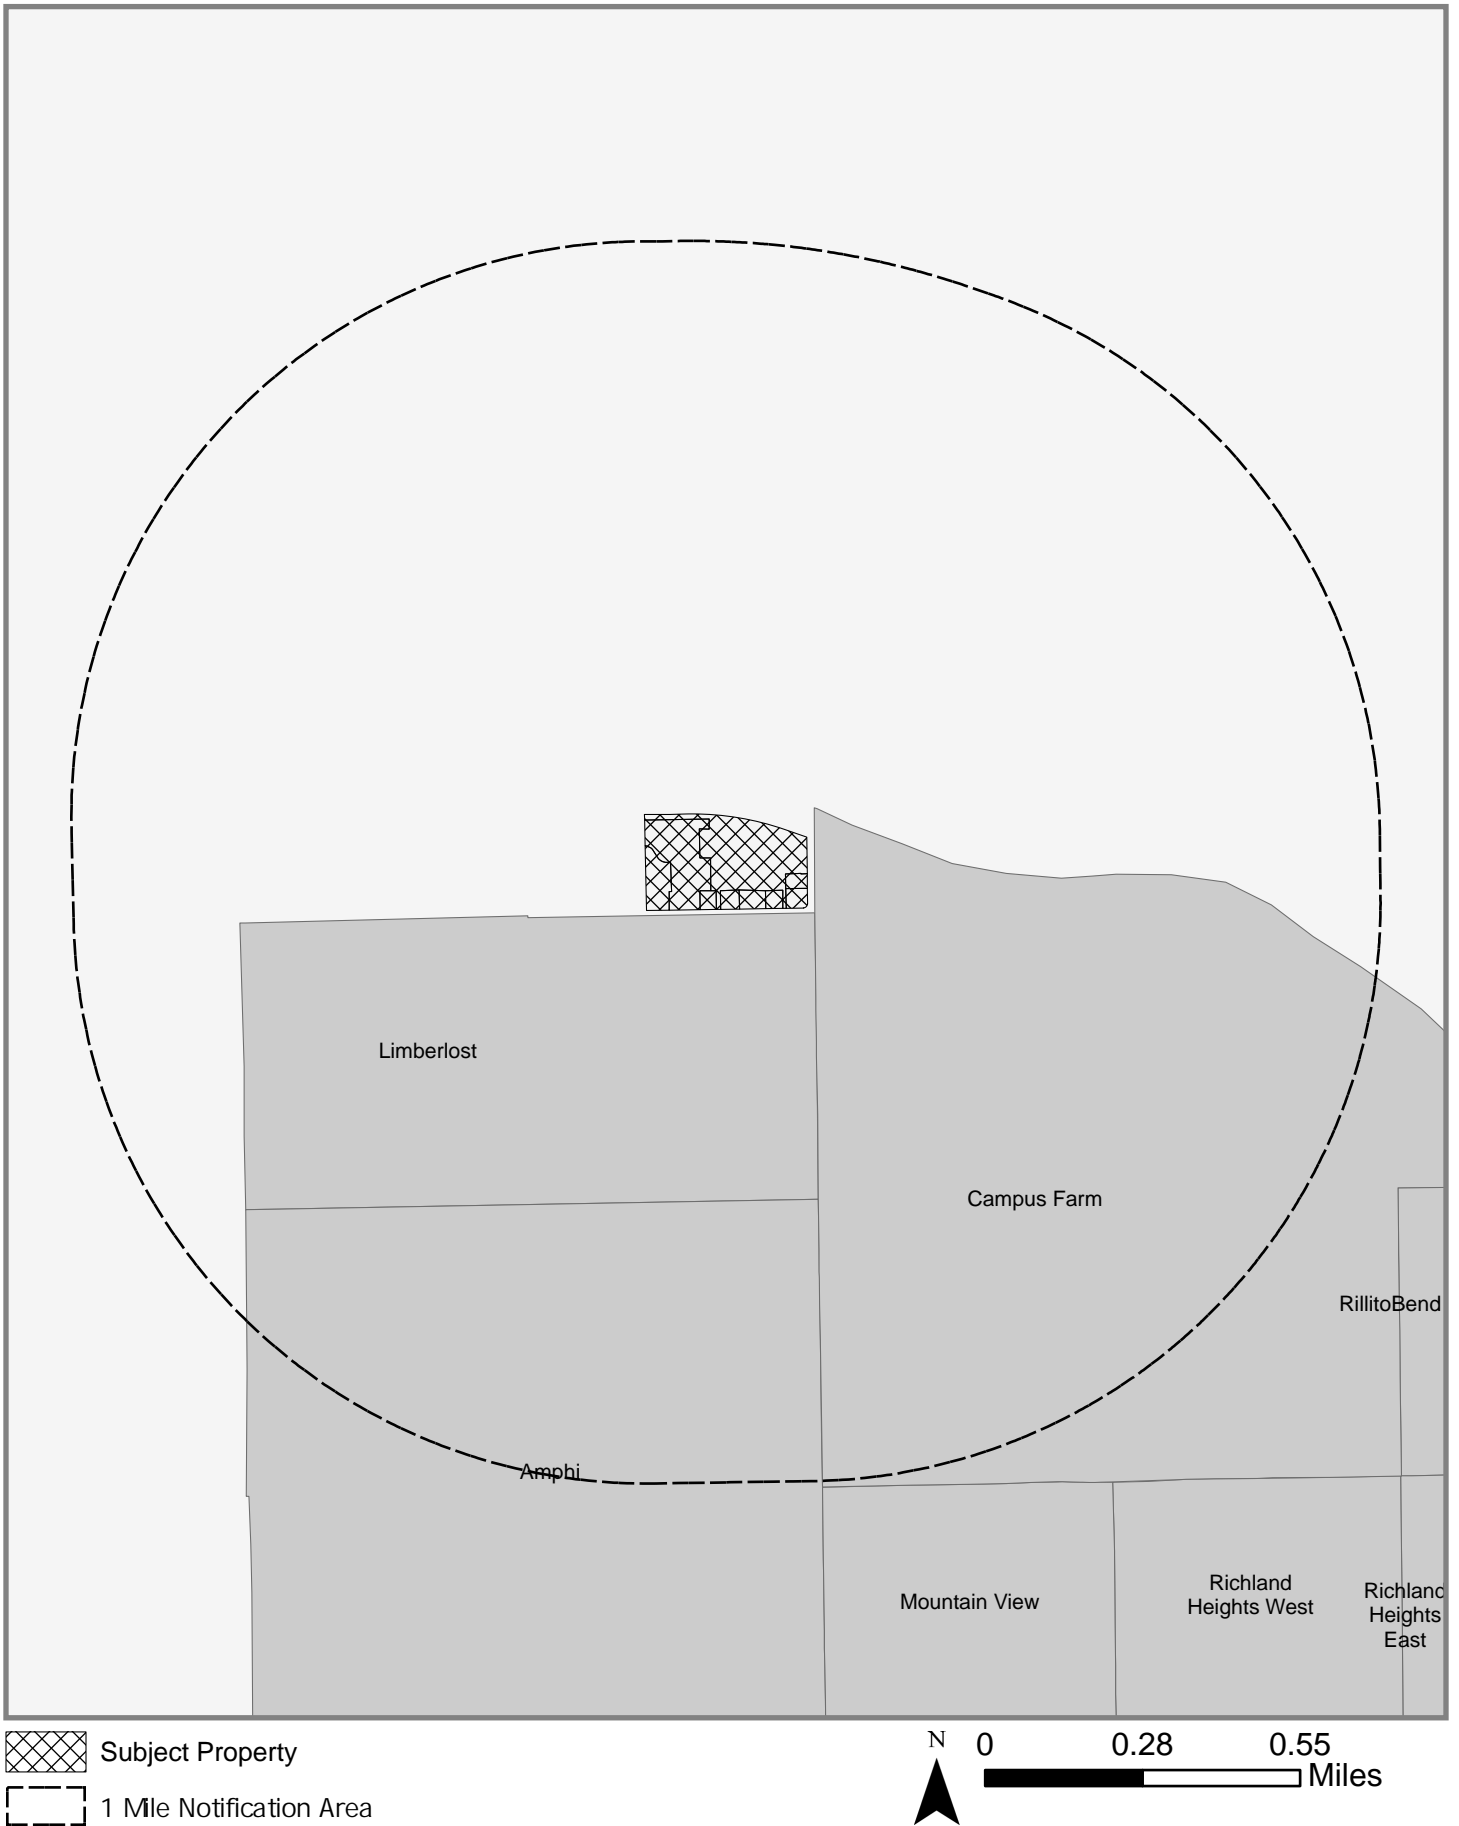 Limberlost
Campus Farm
RillitoBend
Amphi
Mountain View
Richland
Heights West
Richland
Heights
East
Subject Property
1 Mile Notification Area
N
0 0.28 0.55
Miles